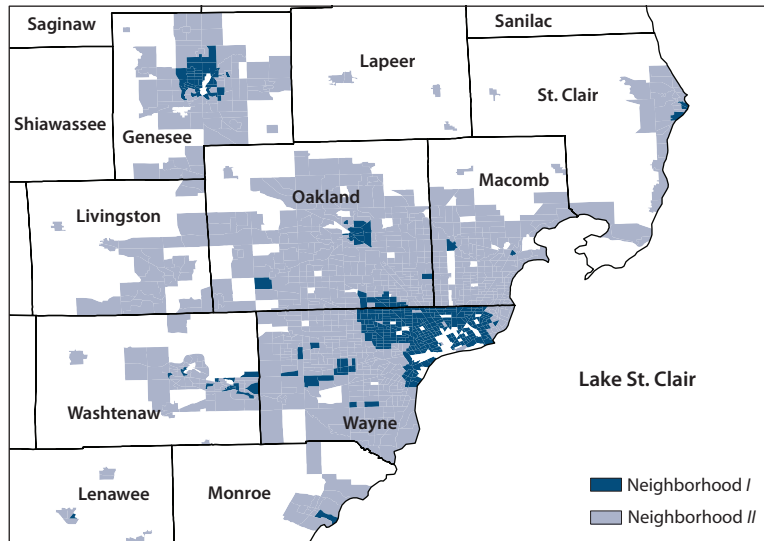 Saginaw
Sanilac
Lapeer
St. Clair
Shiawassee
Genesee
Oakland
Macomb
Livingston
Lake St. Clair
Washtenaw
Wayne
Lenawee
Monroe
Neighborhood I
Neighborhood II